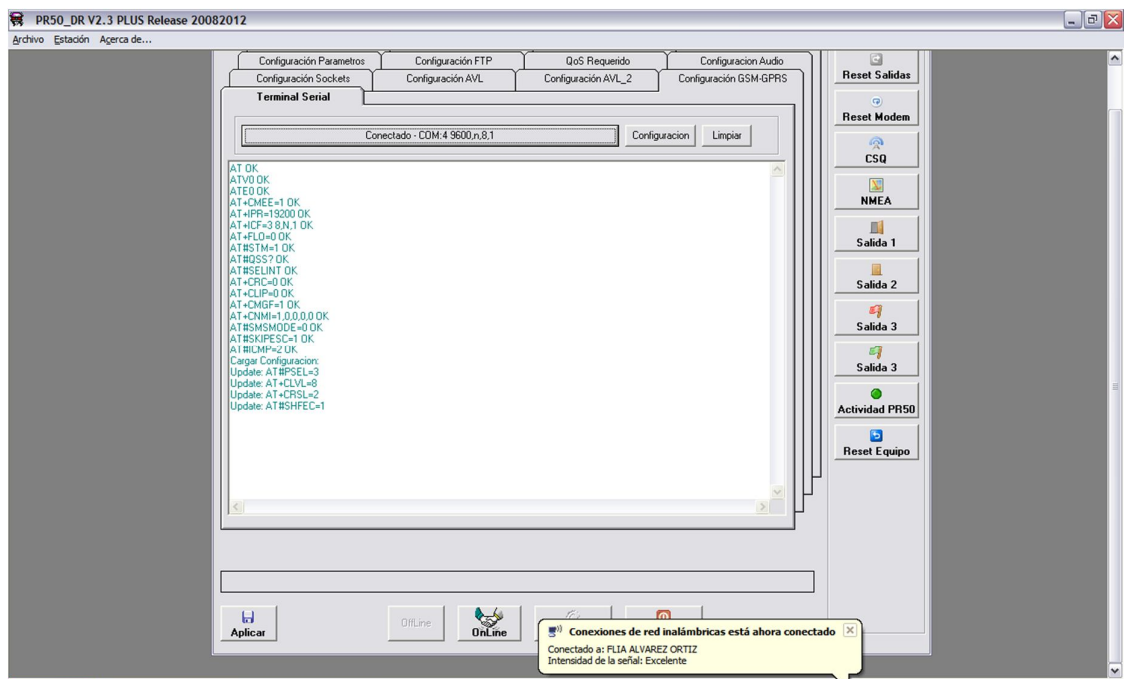 PR50_DR V2.3 PLUS Release 20082012
Archivo Estación Acerca de...
Configuración Parametros Configuración FTP QoS Requerido Configuracion Audio
Configuración Sockets Configuración AVL Configuración AVL_2 Configuración GSM-GPRS
Terminal Serial
Conectado - COM:4 9600,n,8,1 Configuracion Limpiar
AT OK
ATV0 OK
ATE0 OK
AT+CMEE=1 OK
AT+IPR=19200 OK
AT+ICF=3 8,N,1 OK
AT+FLO=0 OK
AT#STM=1 OK
AT#QSS? OK
AT#SELINT OK
AT+CRC=0 OK
AT+CLIP=0 OK
AT+CMGF=1 OK
AT+CNMI=1,0,0,0,0 OK
AT#SMSMODE=0 OK
AT#SKIPESC=1 OK
AT#ICMP=2 OK
Cargar Configuracion:
Update: AT#PSEL=3
Update: AT+CLVL=8
Update: AT+CRSL=2
Update: AT#SHFEC=1
Reset Salidas
Reset Modem
CSQ
NMEA
Salida 1
Salida 2
Salida 3
Salida 3
Actividad PR50
Reset Equipo
Aplicar OffLine OnLine
Conexiones de red inalámbricas está ahora conectado
Conectado a: FLIA ALVAREZ ORTIZ
Intensidad de la señal: Excelente